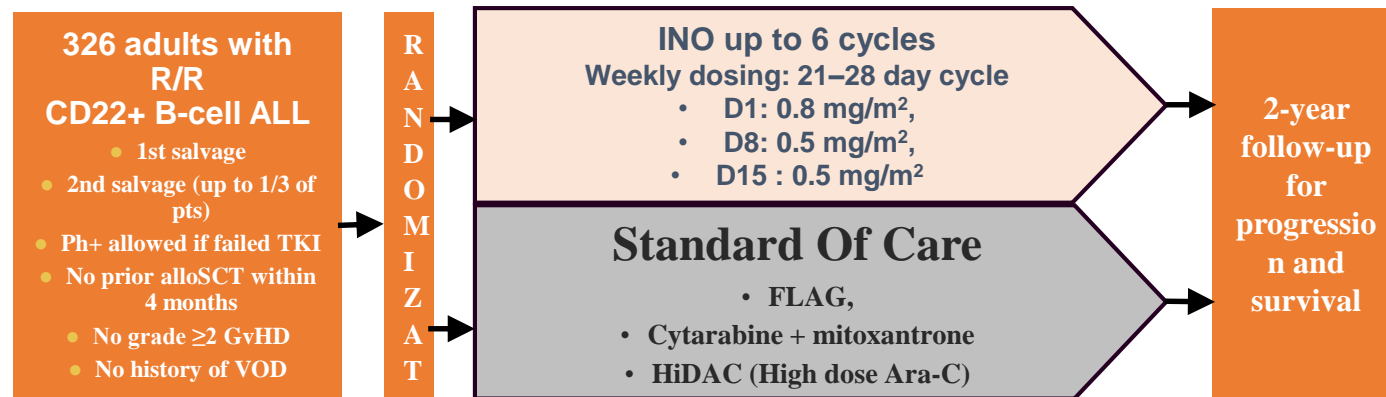 326 adults with
R/R
CD22+ B-cell ALL
● 1st salvage
● 2nd salvage (up to 1/3 of
pts)
● Ph+ allowed if failed TKI
● No prior alloSCT within
4 months
● No grade ≥2 GvHD
● No history of VOD
R
A
N
D
O
M
I
Z
A
T
INO up to 6 cycles
Weekly dosing: 21–28 day cycle
• D1: 0.8 mg/m²,
• D8: 0.5 mg/m²,
• D15 : 0.5 mg/m²
Standard Of Care
• FLAG,
• Cytarabine + mitoxantrone
• HiDAC (High dose Ara-C)
2-year
follow-up
for
progressio
n and
survival